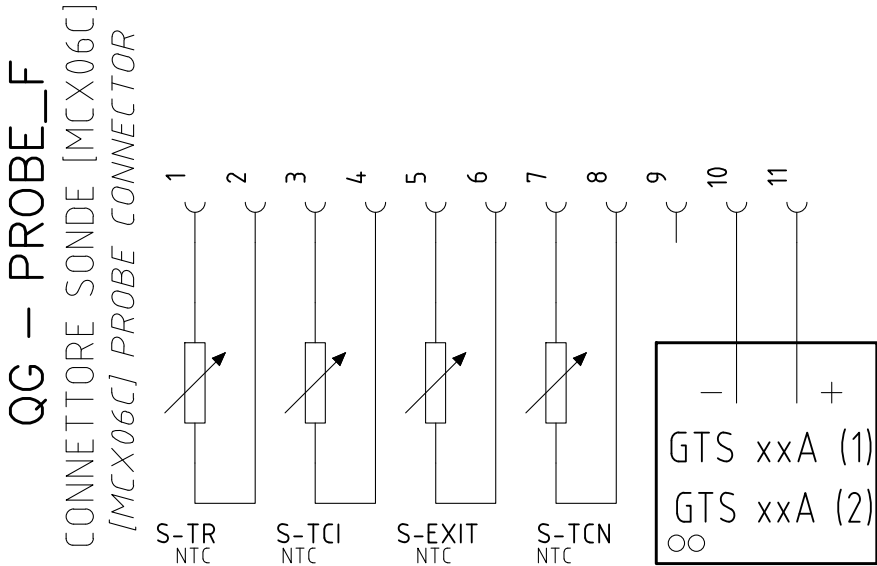 QG - PROBE_F
CONNETTORE SONDE [MCX06C]
[MCX06C] PROBE CONNECTOR
1 2 3 4 5 6 7 8 9 10 11
- +
GTS xxA (1)
GTS xxA (2)
S-TR S-TCI S-EXIT S-TCN
NTC NTC NTC NTC